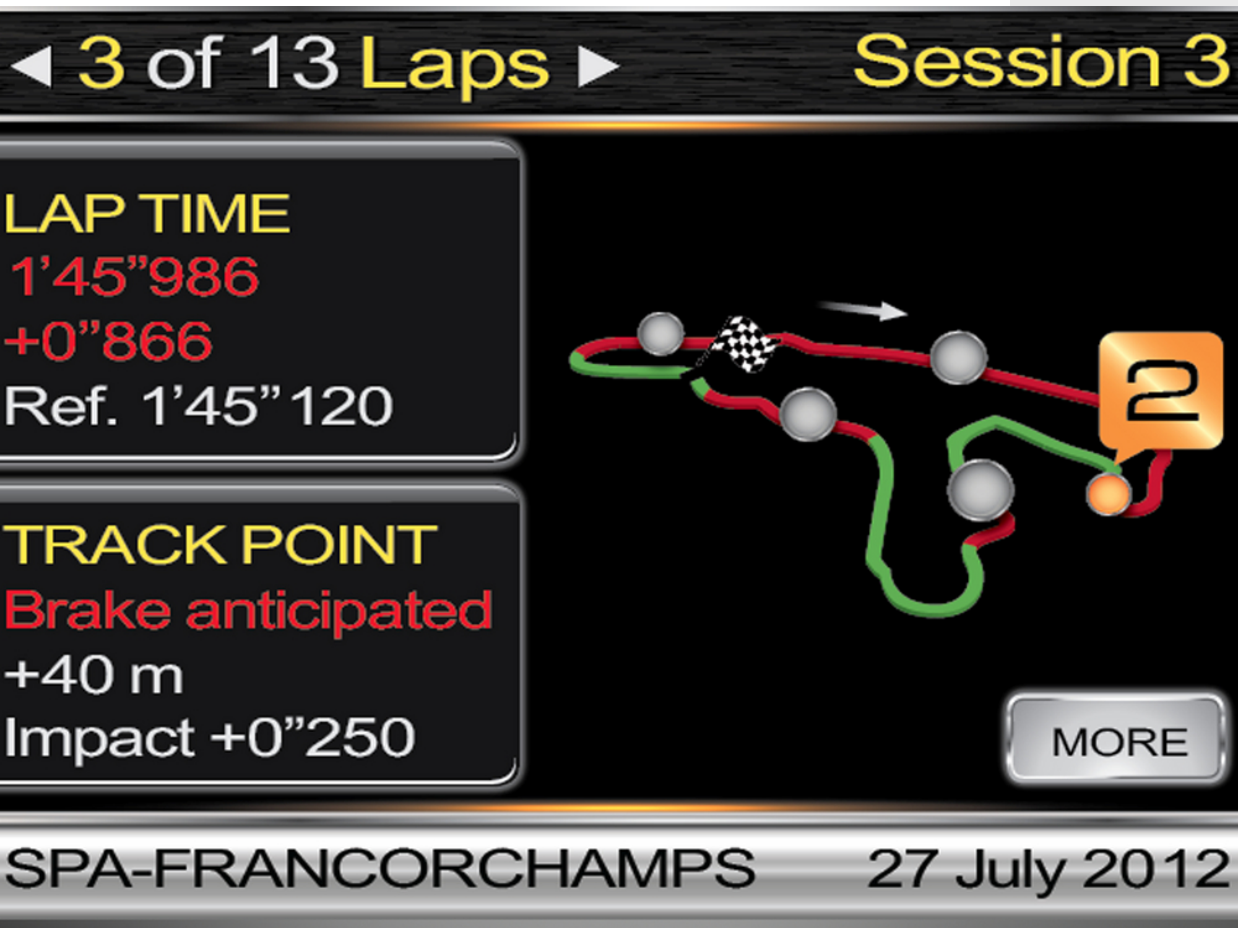 3 of 13 Laps
Session 3
LAP TIME
1’45”986
+0”866
Ref. 1’45”120
2
TRACK POINT
Brake anticipated
+40 m
Impact +0”250
MORE
SPA-FRANCORCHAMPS
27 July 2012